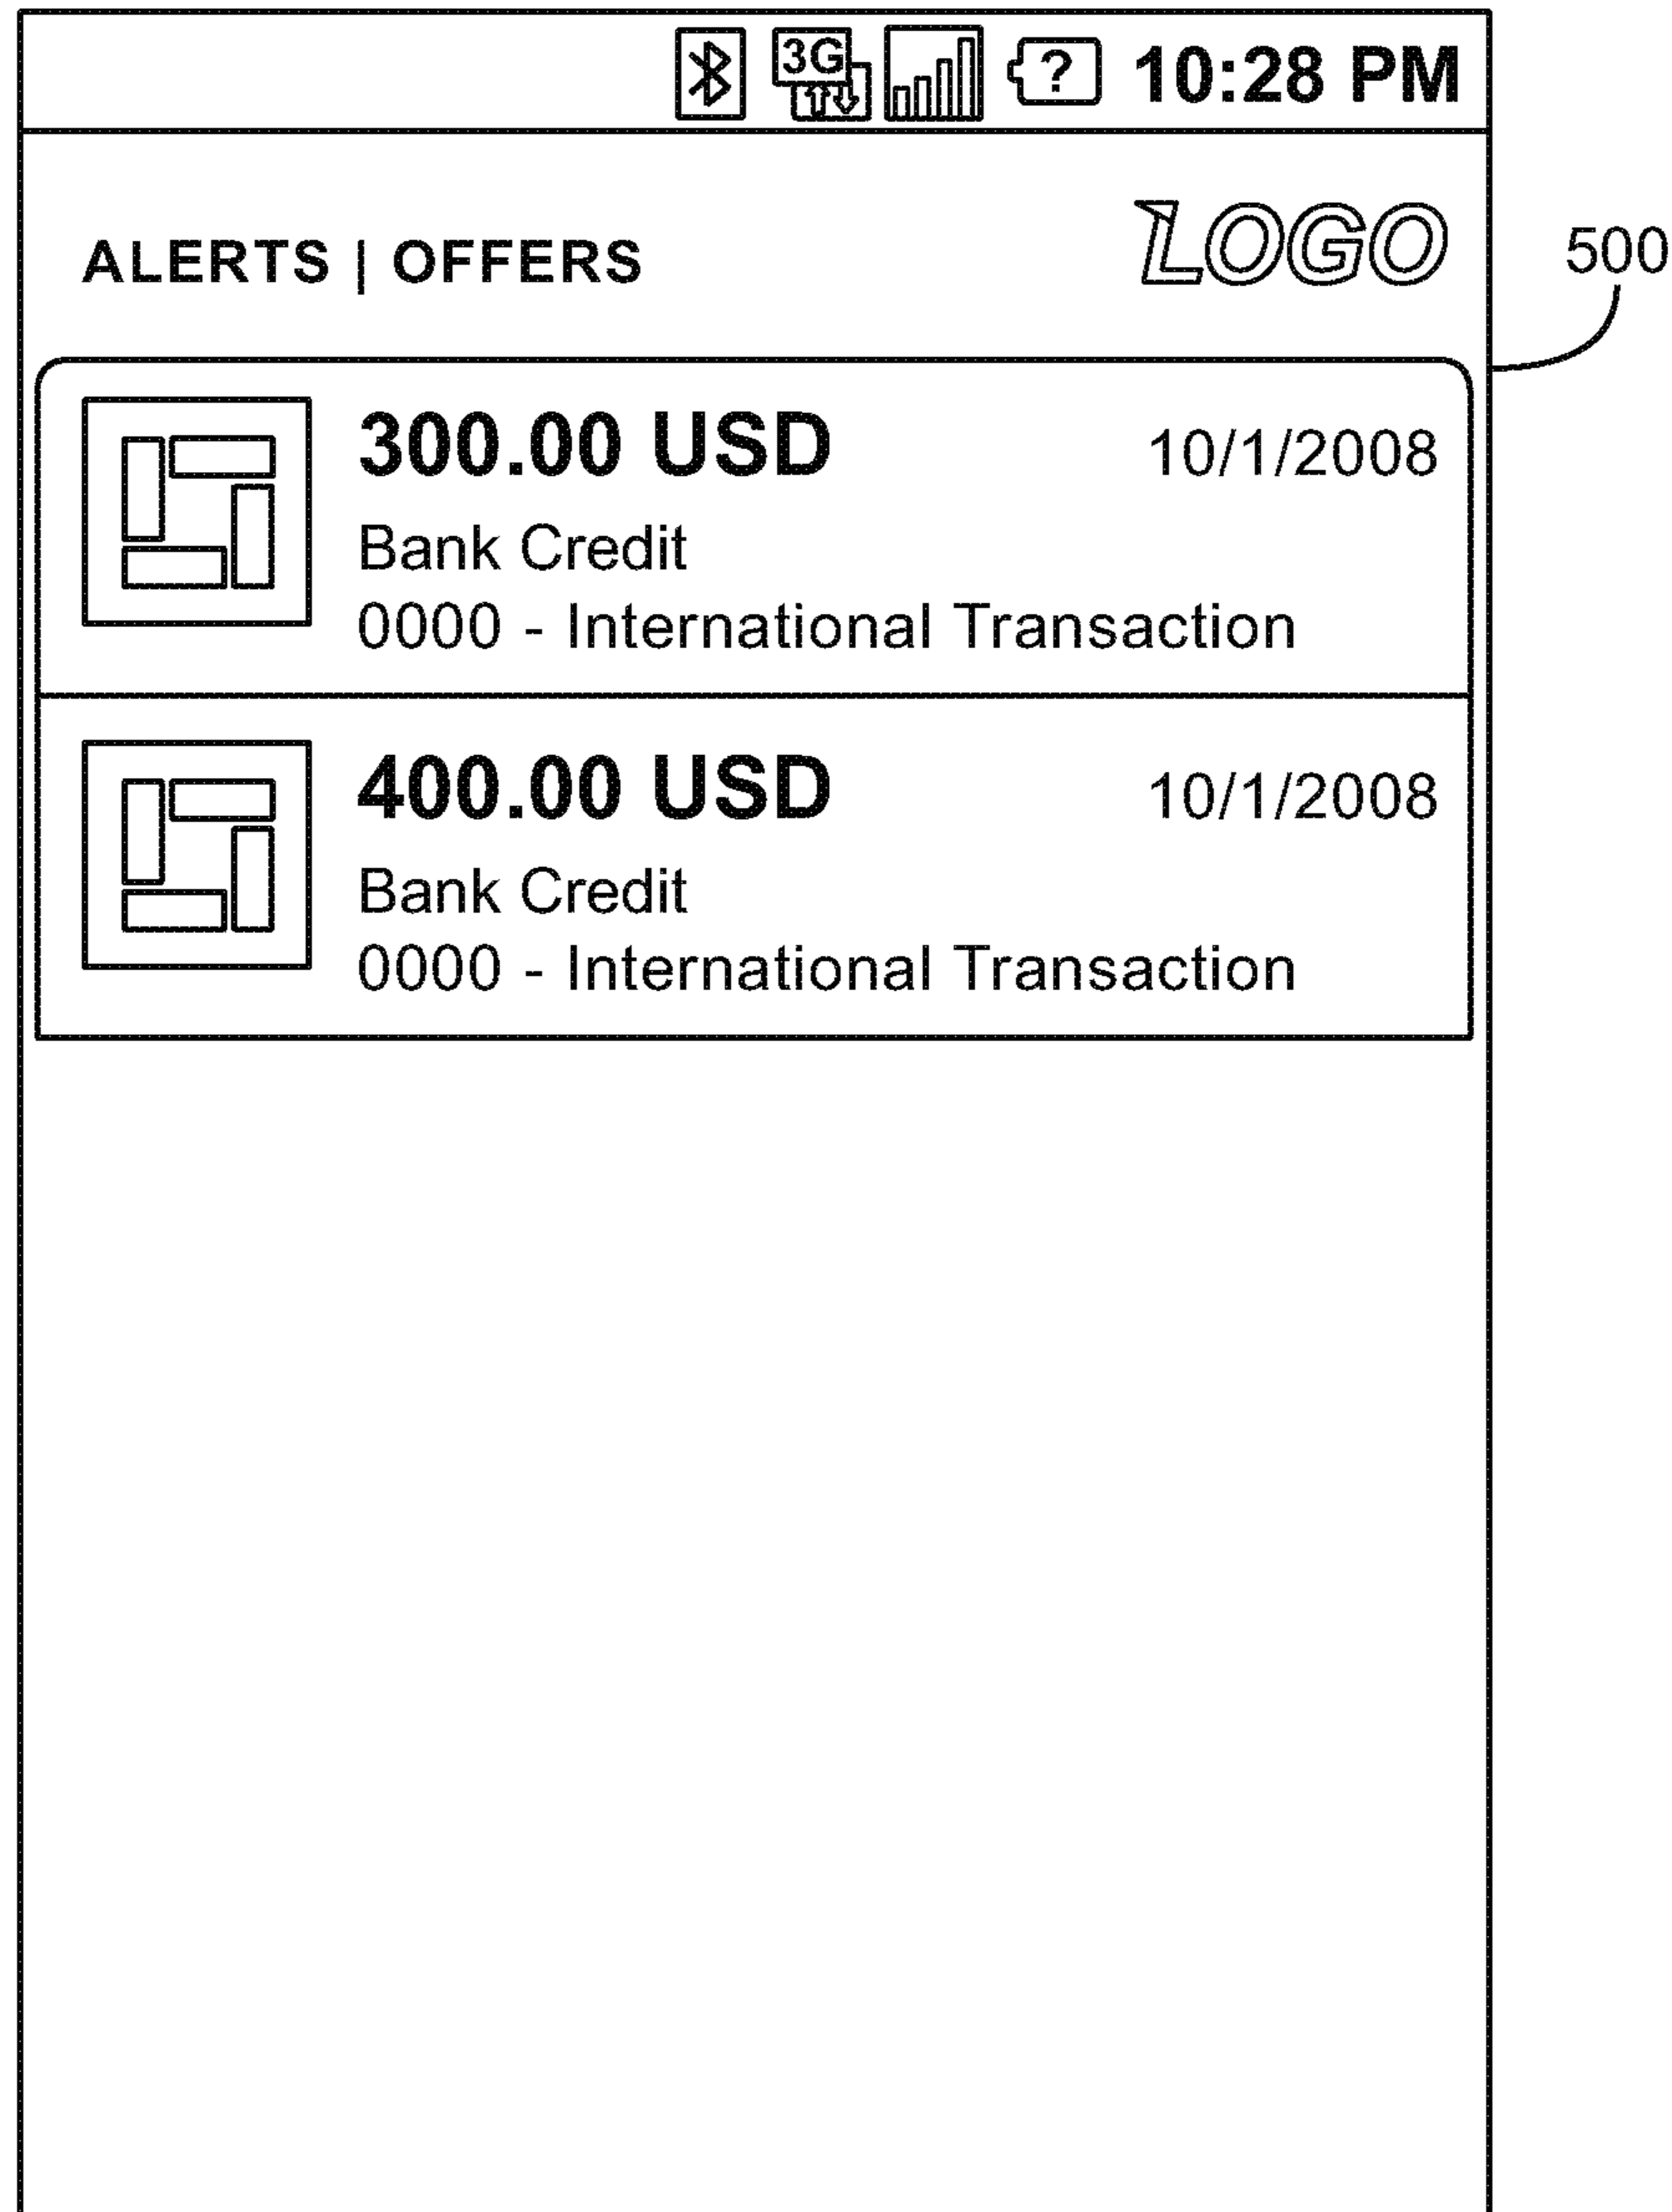 3G ? 10:28 PM
ALERTS | OFFERS LOGO
500
300.00 USD 10/1/2008
Bank Credit
0000 - International Transaction
400.00 USD 10/1/2008
Bank Credit
0000 - International Transaction